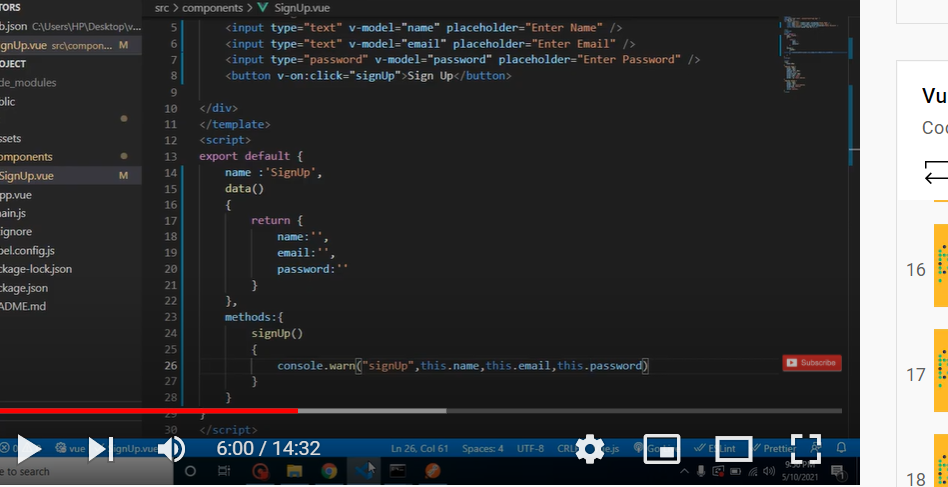 TORS
b.json C:\Users\HP\Desktop\v...
ignUp.vue src\compon... M
OJECT
de_modules
blic
ssets
omponents
SignUp.vue M
pp.vue
ain.js
ignore
bel.config.js
ckage-lock.json
ckage.json
ADME.md
src > components > SignUp.vue
5 <input type="text" v-model="name" placeholder="Enter Name" />
6 <input type="text" v-model="email" placeholder="Enter Email" />
7 <input type="password" v-model="password" placeholder="Enter Password" />
8 <button v-on:click="signUp">Sign Up</button>
9
10 </div>
11 </template>
12 <script>
13 export default {
14 name :'SignUp',
15 data()
16 {
17 return {
18 name:'',
19 email:'',
20 password:''
21 }
22 },
23 methods:{
24 signUp()
25 {
26 console.warn("signUp",this.name,this.email,this.password)
27 }
28 }
29 }
30 </script>
Subscribe
6:00 / 14:32
vue
ignUp.vue
Ln 26, Col 61 Spaces: 4 UTF-8 CRL
ESLint Prettier
e to search
5/10/2021
Vu
Coo
16
17
18